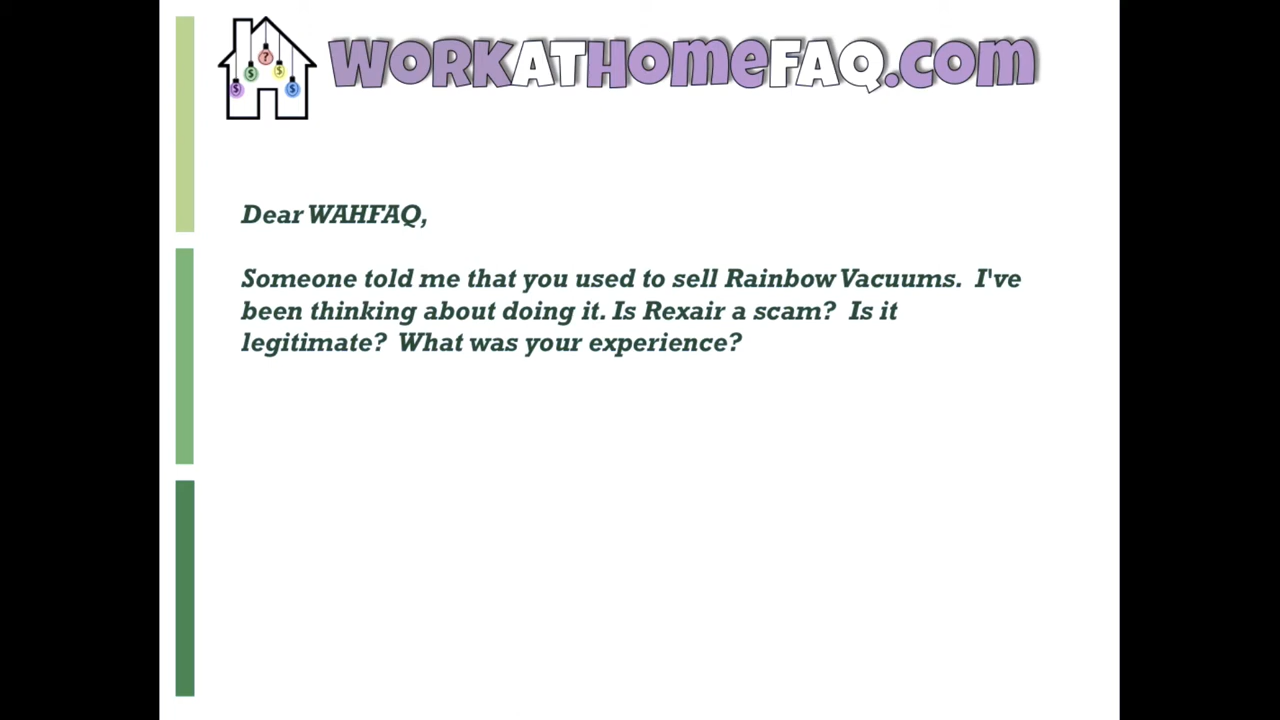 WORKATHOMEFAQ.com
Dear WAHFAQ,
Someone told me that you used to sell Rainbow Vacuums. I've
been thinking about doing it. Is Rexair a scam? Is it
legitimate? What was your experience?